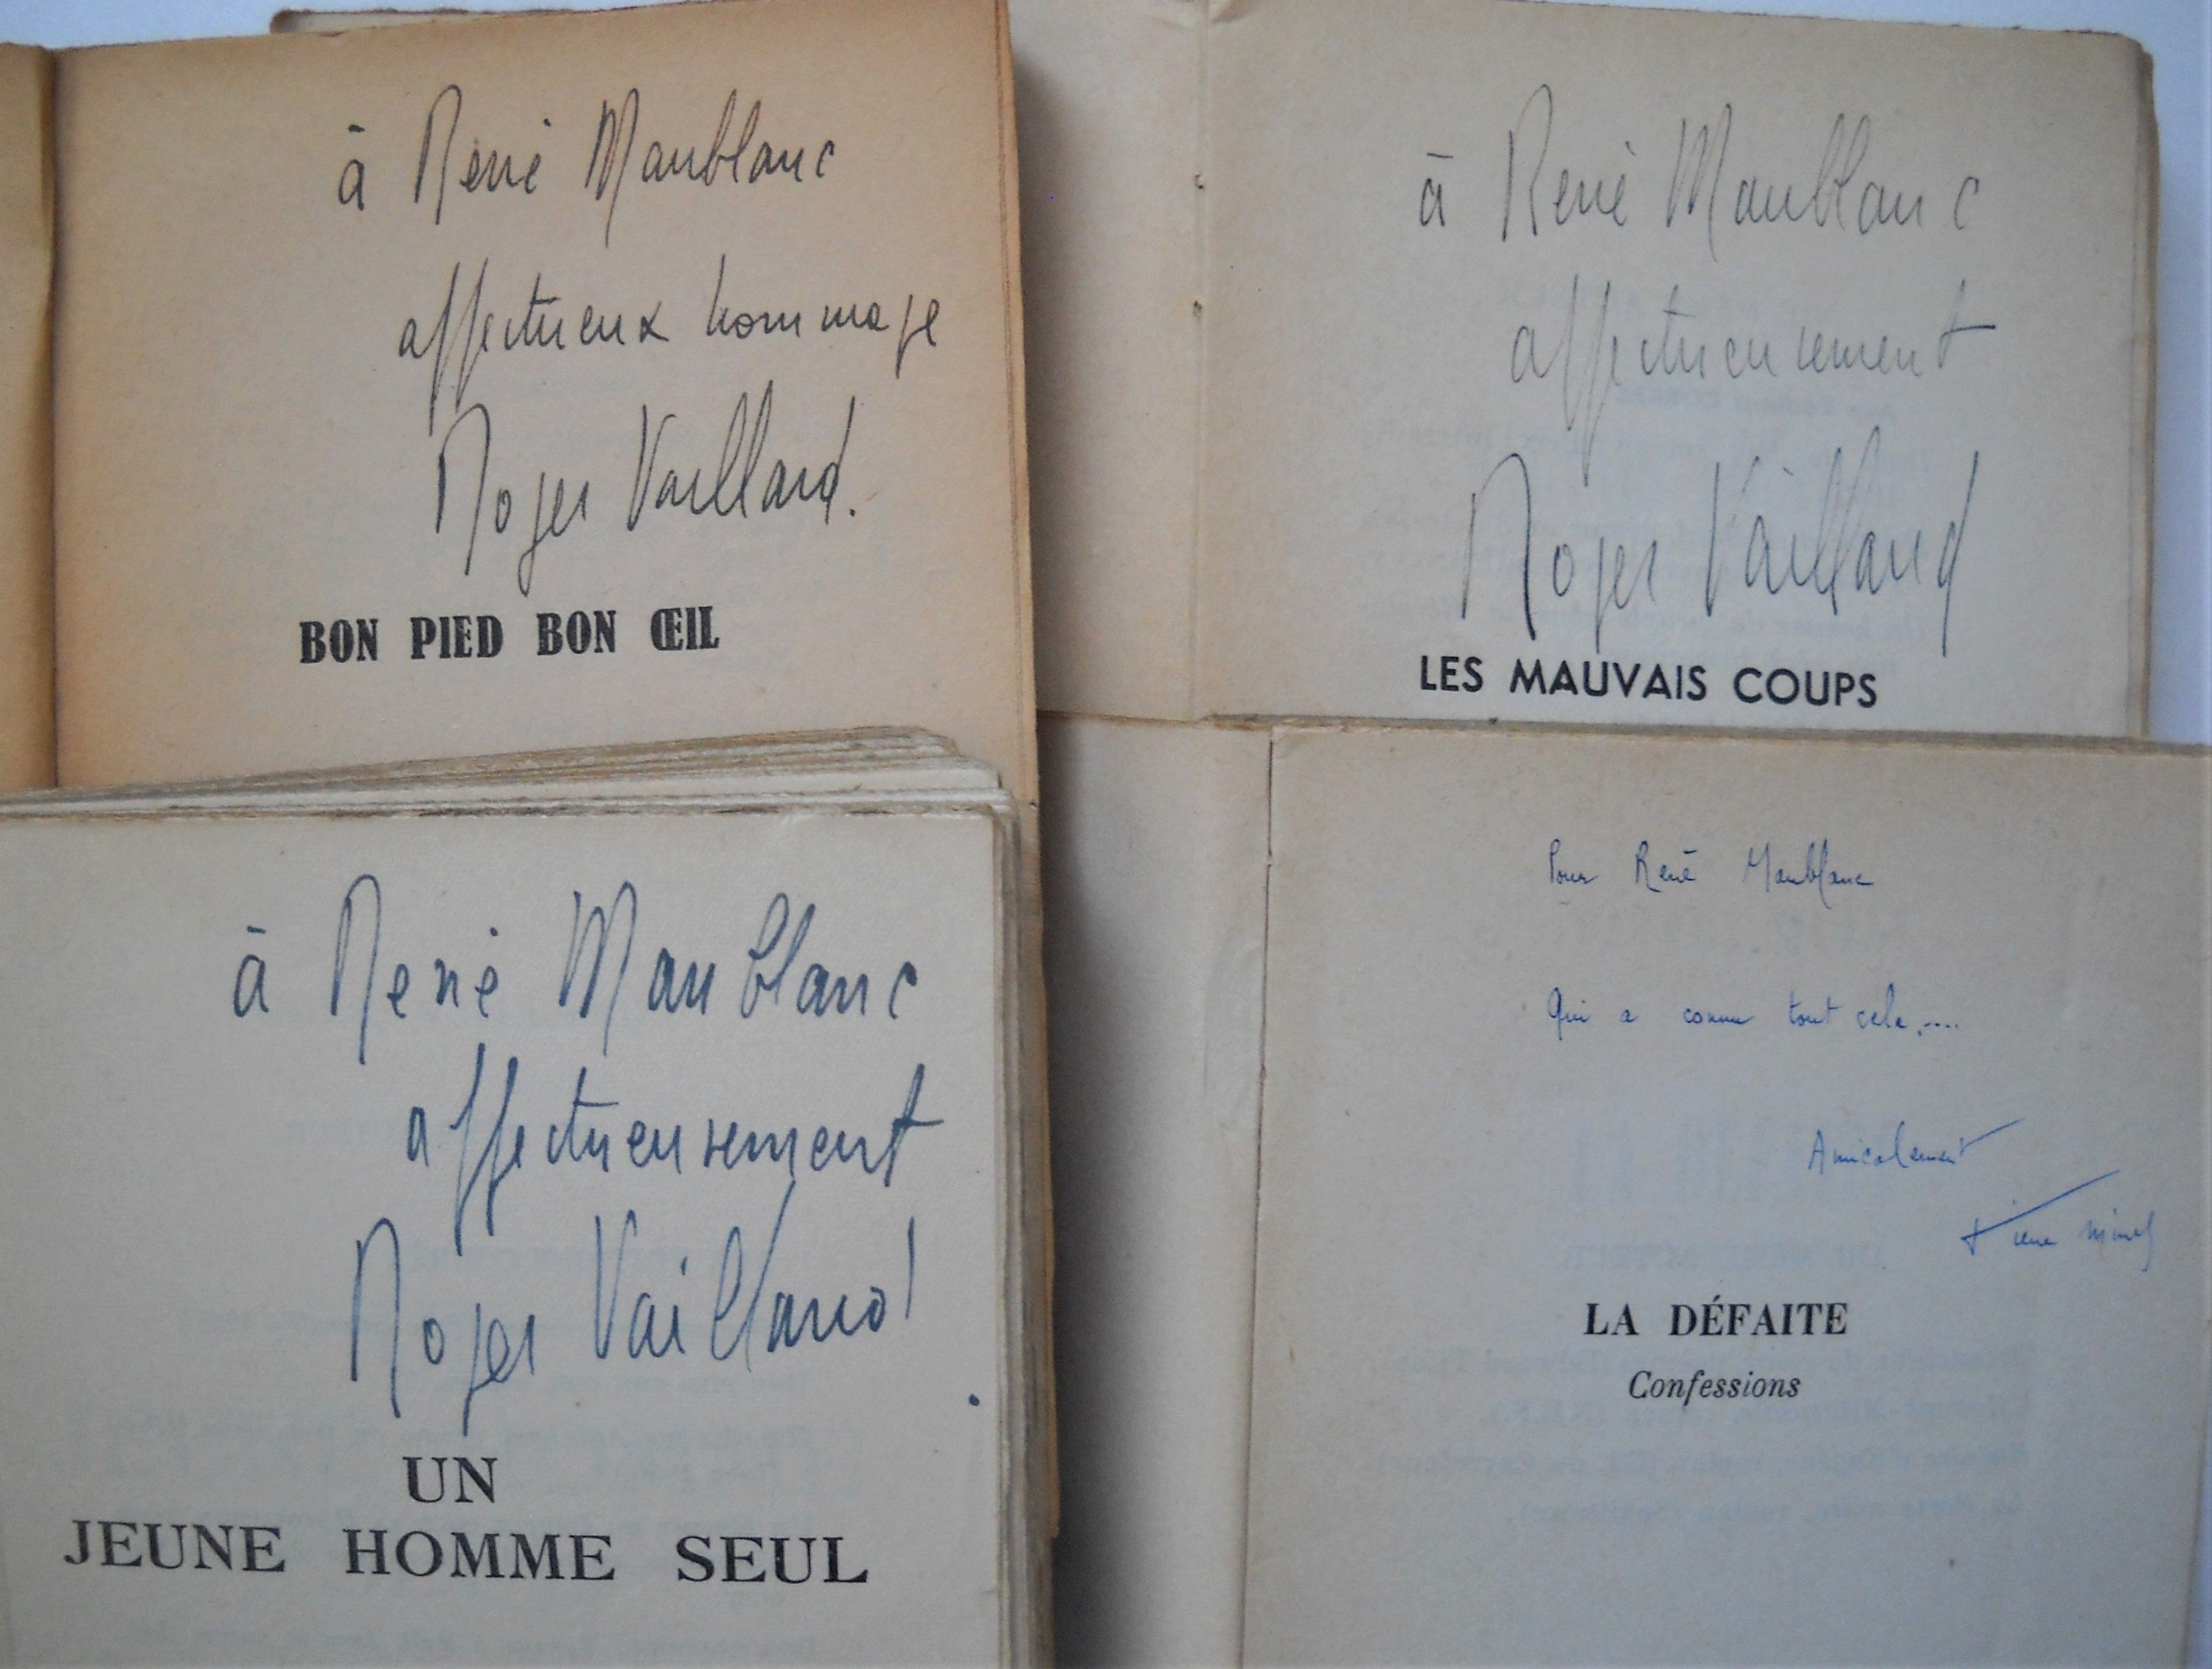 à René Maublanc
affectueux hommage
Roger Vailland.
BON PIED BON ŒIL
à René Maublanc
affectueusement
Roger Vailland
LES MAUVAIS COUPS
à René Maublanc
affectueusement
Roger Vailland
UN
JEUNE HOMME SEUL
Pour René Maublanc
Qui a connu tout cela.....
Amicalement
Pierre Minet
LA DÉFAITE
Confessions